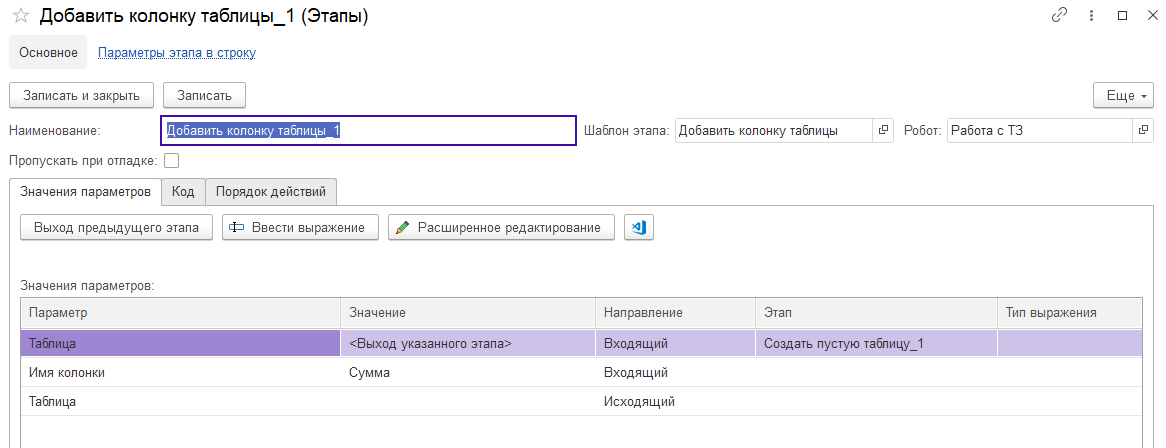 Добавить колонку таблицы_1 (Этапы)
Основное Параметры этапа в строку
Записать и закрыть Записать Еще
Наименование: Добавить колонку таблицы_1 Шаблон этапа: Добавить колонку таблицы Робот: Работа с ТЗ
Пропускать при отладке:
Значения параметров Код Порядок действий
Выход предыдущего этапа Ввести выражение Расширенное редактирование
Значения параметров:
Параметр Значение Направление Этап Тип выражения
Таблица <Выход указанного этапа> Входящий Создать пустую таблицу_1
Имя колонки Сумма Входящий
Таблица Исходящий